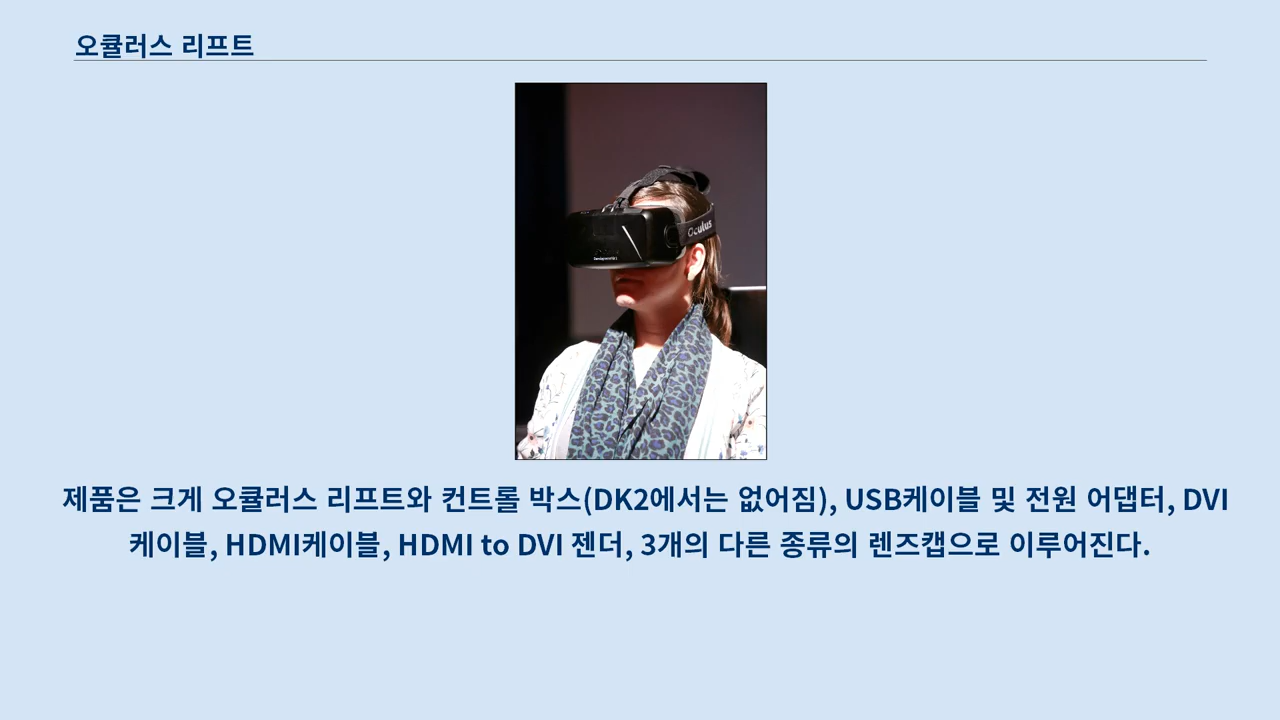 오큘러스 리프트
Oculus
제품은 크게 오큘러스 리프트와 컨트롤 박스(DK2에서는 없어짐), USB케이블 및 전원 어댑터, DVI
케이블, HDMI케이블, HDMI to DVI 젠더, 3개의 다른 종류의 렌즈캡으로 이루어진다.